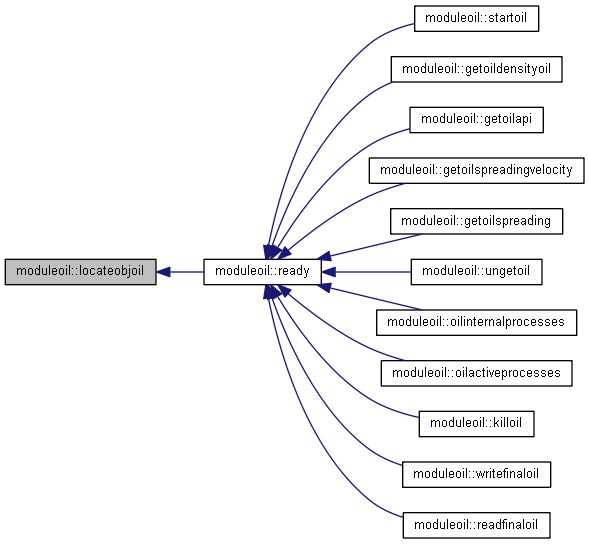 moduleoil::startoil
moduleoil::getoildensityoil
moduleoil::getoilapi
moduleoil::getoilspreadingvelocity
moduleoil::getoilspreading
moduleoil::locateobjoil
moduleoil::ready
moduleoil::ungetoil
moduleoil::oilinternalprocesses
moduleoil::oilactiveprocesses
moduleoil::killoil
moduleoil::writefinaloil
moduleoil::readfinaloil